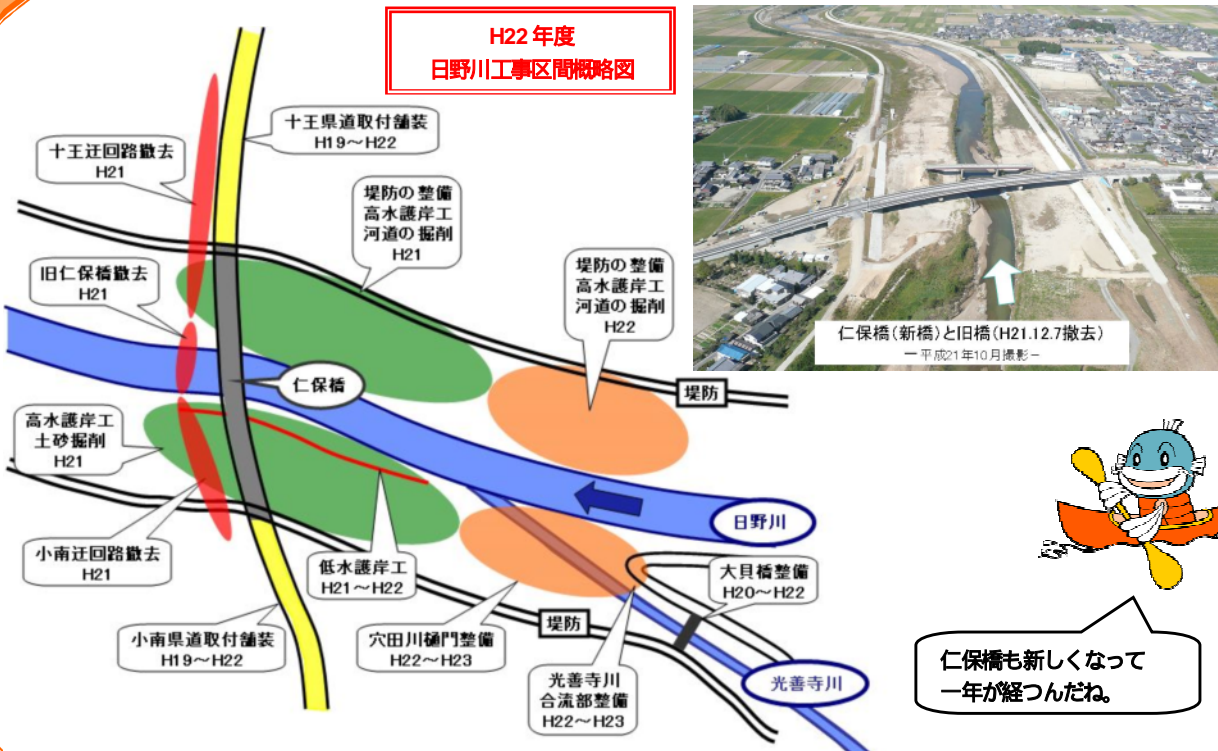 H22 年度
日野川工事区間概略図
十王県道取付舗装
H19～H22
十王迂回路撤去
H21
堤防の整備
高水護岸工
河道の掘削
H21
旧仁保橋撤去
H21
堤防の整備
高水護岸工
河道の掘削
H22
仁保橋(新橋)と旧橋(H21.12.7撤去)
ー平成21年10月撮影－
仁保橋
堤防
高水護岸工
土砂掘削
H21
日野川
小南迂回路撤去
H21
低水護岸工
H21～H22
大貝橋整備
H20～H22
堤防
小南県道取付舗装
H19～H22
穴田川樋門整備
H22～H23
光善寺川
合流部整備
H22～H23
光善寺川
仁保橋も新しくなって
一年が経つんだね。